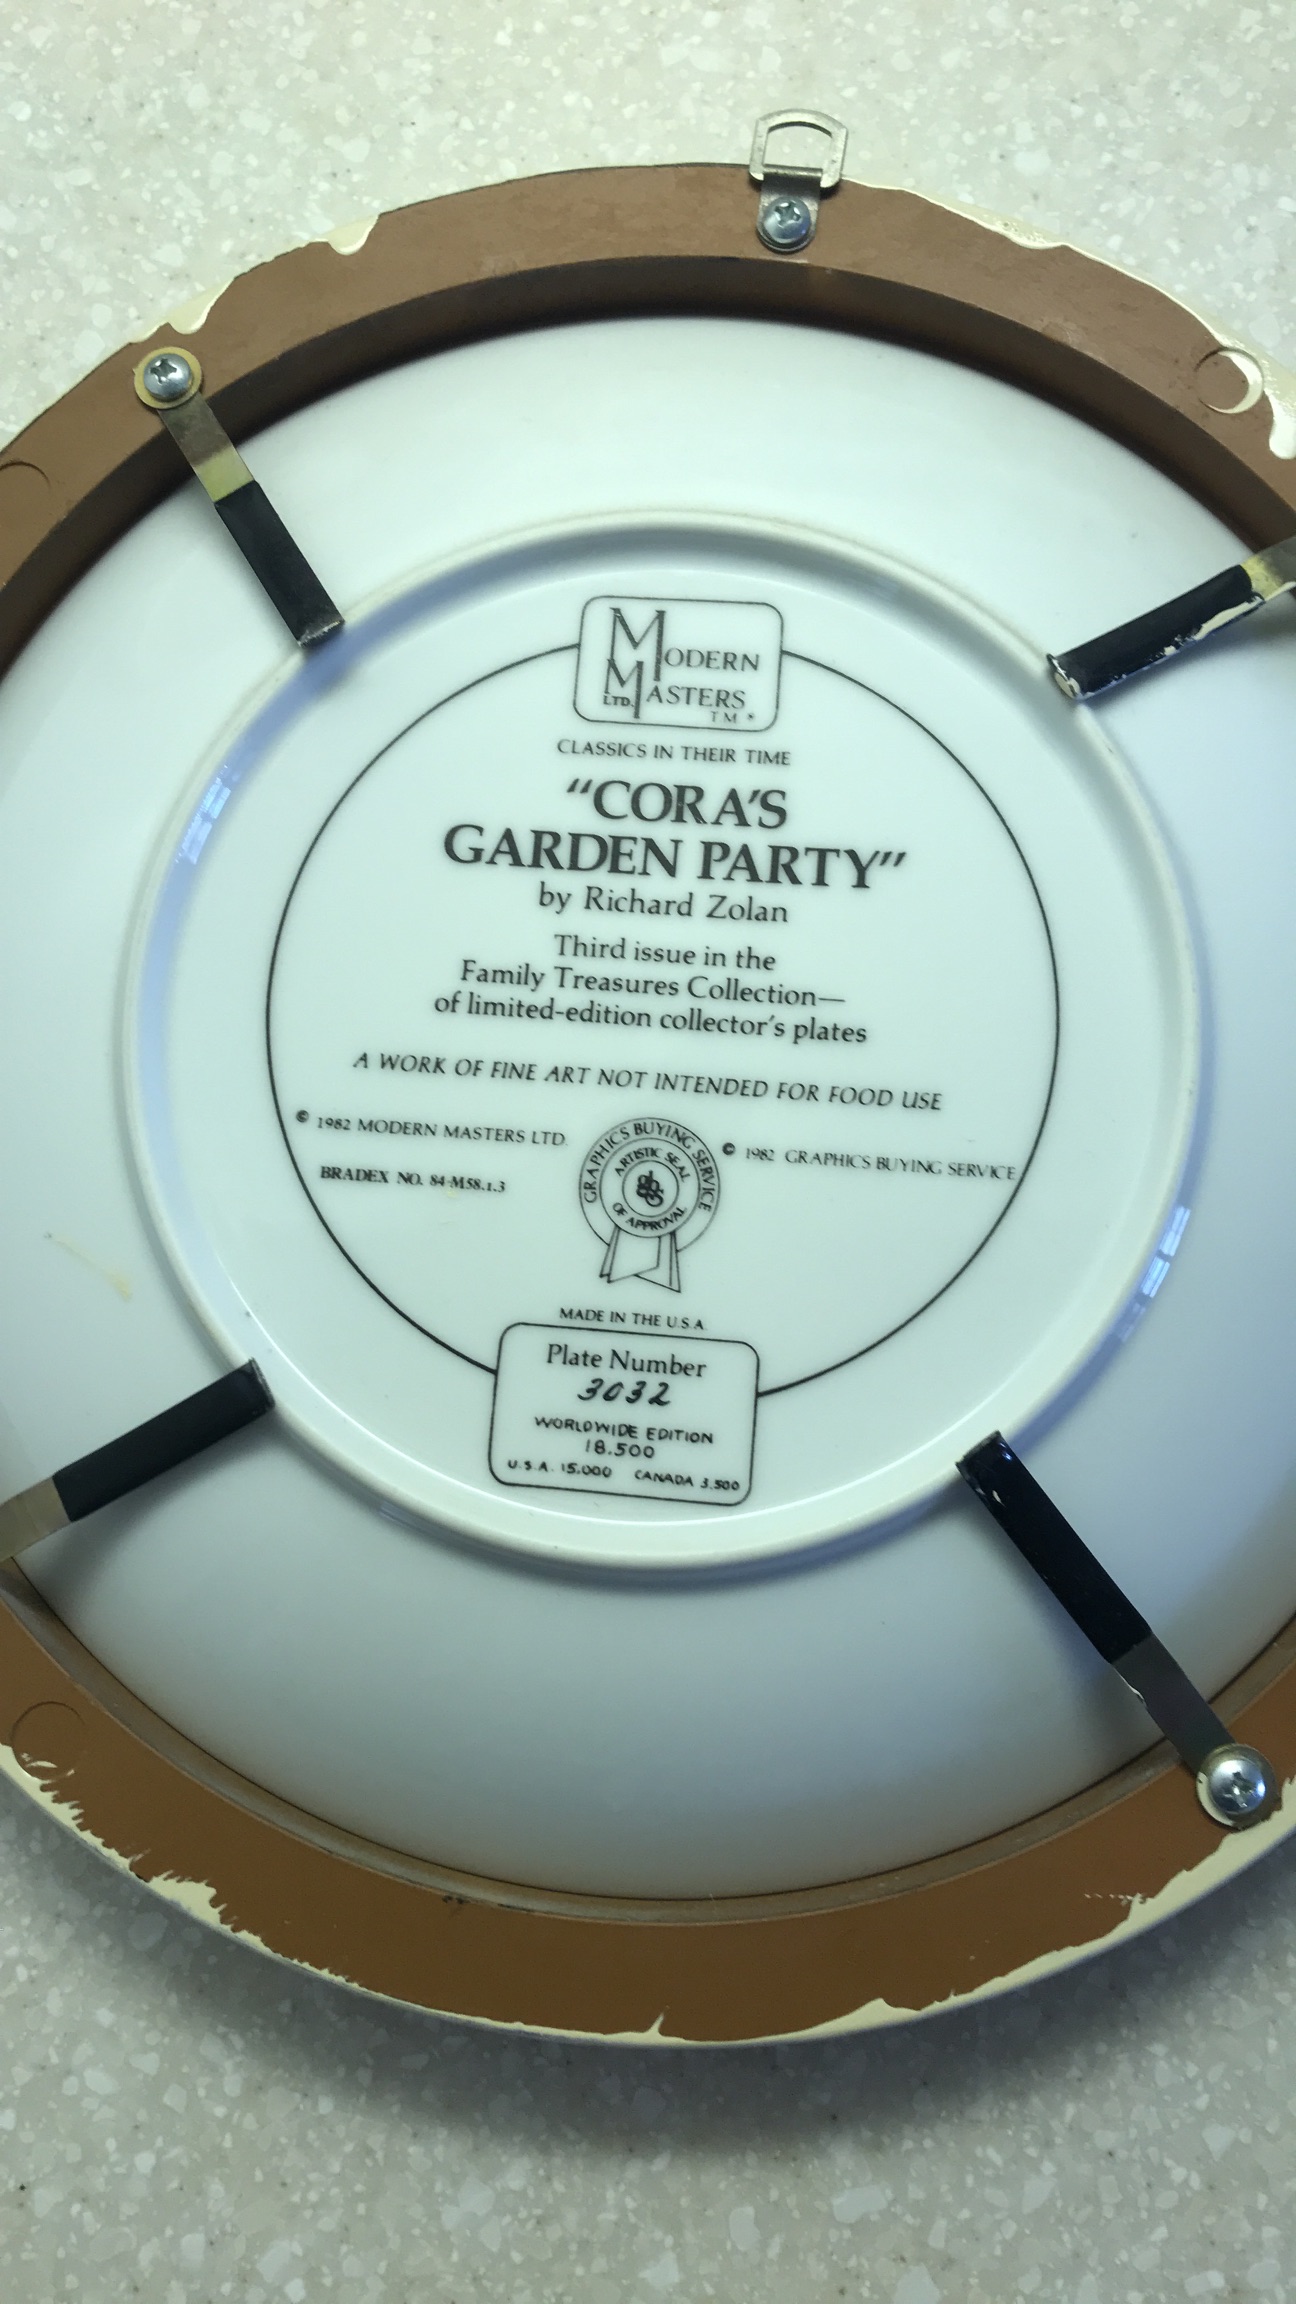 MODERN
MASTERS
LTD.
TM*
CLASSICS IN THEIR TIME
“CORA'S
GARDEN PARTY”
by Richard Zolan
Third issue in the
Family Treasures Collection—
of limited-edition collector's plates
A WORK OF FINE ART NOT INTENDED FOR FOOD USE
© 1982 MODERN MASTERS LTD.
© 1982 GRAPHICS BUYING SERVICE
BRADEX NO. 84-M58.1.3
GRAPHICS BUYING SERVICE
ARTISTIC SEAL
gbs
OF APPROVAL
MADE IN THE U.S.A.
Plate Number
3032
WORLDWIDE EDITION
18.500
U.S.A. 15.000 CANADA 3.500